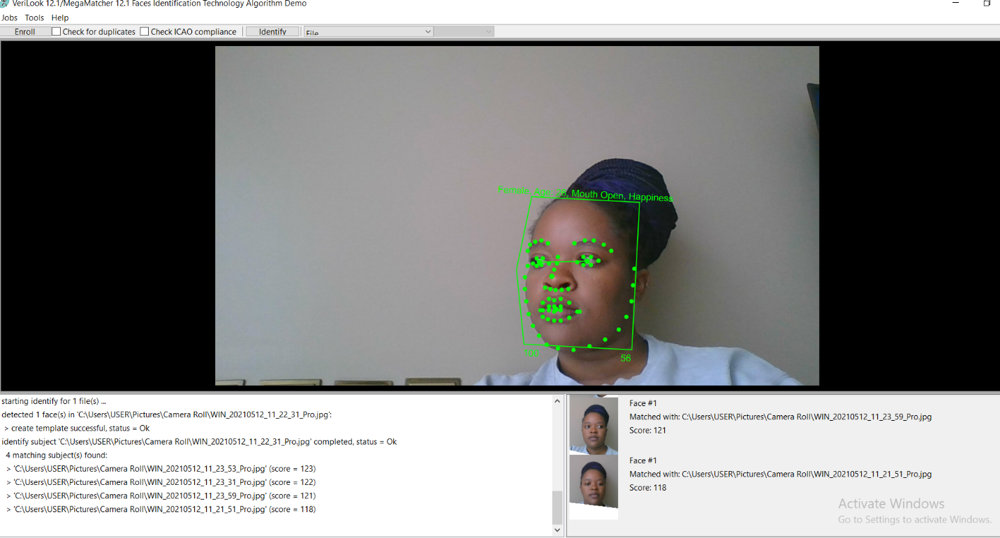 VeriLook 12.1/MegaMatcher 12.1 Faces Identification Technology Algorithm Demo
Jobs Tools Help
Enroll Check for duplicates Check ICAO compliance Identify File
Female, Age: 26, Mouth Open, Happiness
100 56
starting identify for 1 file(s) ...
detected 1 face(s) in 'C:\Users\USER\Pictures\Camera Roll\WIN_20210512_11_22_31_Pro.jpg':
> create template successful, status = Ok
identify subject 'C:\Users\USER\Pictures\Camera Roll\WIN_20210512_11_22_31_Pro.jpg' completed, status = Ok
4 matching subject(s) found:
> 'C:\Users\USER\Pictures\Camera Roll\WIN_20210512_11_23_53_Pro.jpg' (score = 123)
> 'C:\Users\USER\Pictures\Camera Roll\WIN_20210512_11_23_31_Pro.jpg' (score = 122)
> 'C:\Users\USER\Pictures\Camera Roll\WIN_20210512_11_23_59_Pro.jpg' (score = 121)
> 'C:\Users\USER\Pictures\Camera Roll\WIN_20210512_11_21_51_Pro.jpg' (score = 118)
Face #1
Matched with: C:\Users\USER\Pictures\Camera Roll\WIN_20210512_11_23_59_Pro.jpg
Score: 121
Face #1
Matched with: C:\Users\USER\Pictures\Camera Roll\WIN_20210512_11_21_51_Pro.jpg
Score: 118
Activate Windows
Go to Settings to activate Windows.